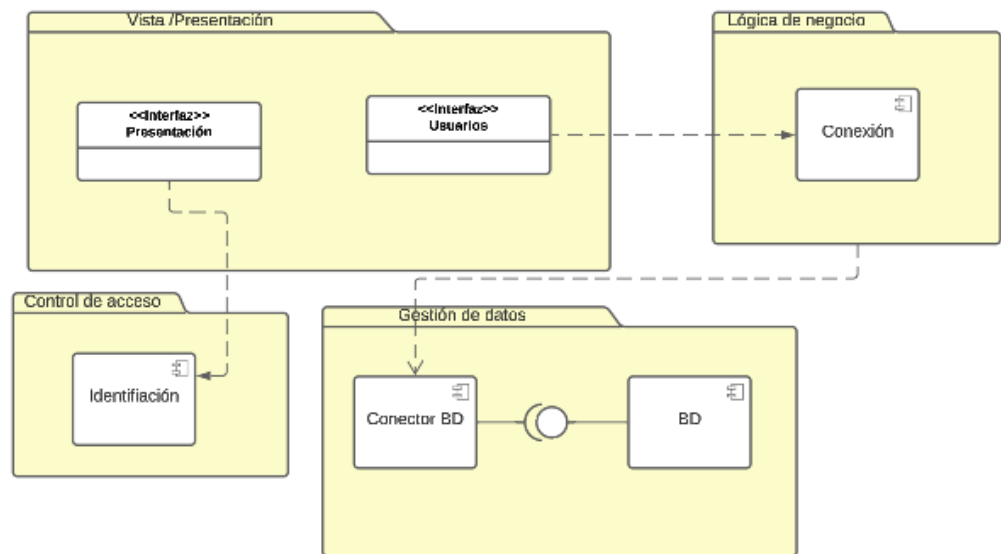 Vista /Presentación
Lógica de negocio
<<Interfaz>>
Presentación
<<Interfaz>>
Usuarios
Conexión
Control de acceso
Identifiación
Gestión de datos
Conector BD
BD